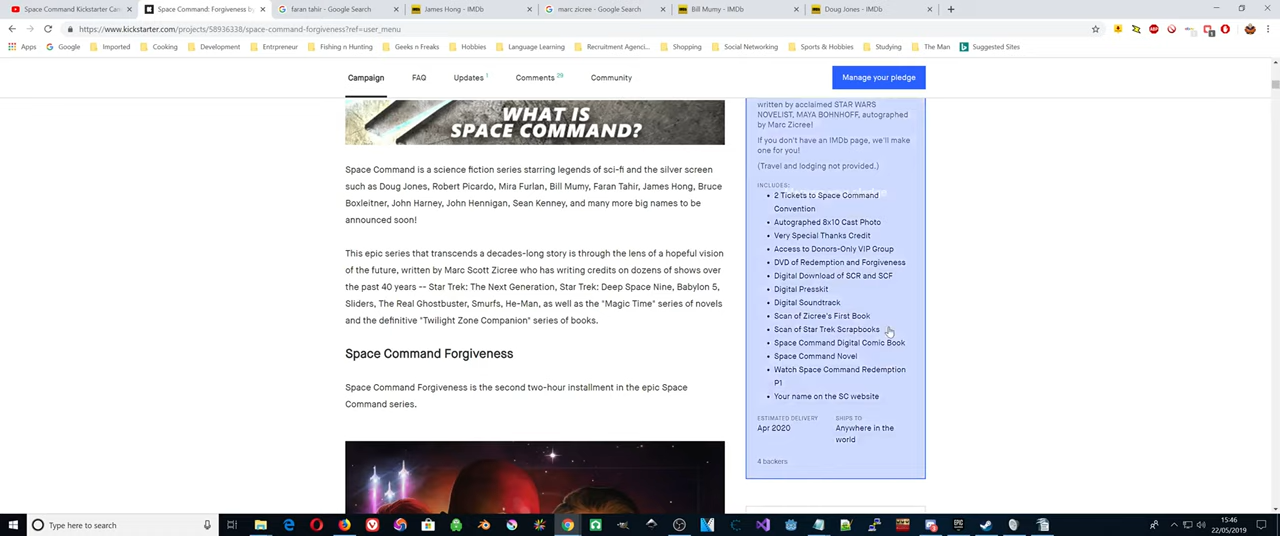 Space Command Kickstarter Cam
Space Command: Forgiveness by
faran tahir - Google Search
James Hong - IMDb
marc zicree - Google Search
Bill Mumy - IMDb
Doug Jones - IMDb
https://www.kickstarter.com/projects/58936338/space-command-forgiveness?ref=user_menu
Apps
Google
Imported
Cooking
Development
Entrpreneur
Fishing n Hunting
Geeks n Freaks
Hobbies
Language Learning
Recruitment Agenci...
Shopping
Social Networking
Sports & Hobbies
Studying
The Man
Suggested Sites
Campaign
FAQ
Updates 1
Comments 29
Community
Manage your pledge
WHAT IS
SPACE COMMAND?
Space Command is a science fiction series starring legends of sci-fi and the silver screen
such as Doug Jones, Robert Picardo, Mira Furlan, Bill Mumy, Faran Tahir, James Hong, Bruce
Boxleitner, John Harney, John Hennigan, Sean Kenney, and many more big names to be
announced soon!
This epic series that transcends a decades-long story is through the lens of a hopeful vision
of the future, written by Marc Scott Zicree who has writing credits on dozens of shows over
the past 40 years -- Star Trek: The Next Generation, Star Trek: Deep Space Nine, Babylon 5,
Sliders, The Real Ghostbuster, Smurfs, He-Man, as well as the "Magic Time" series of novels
and the definitive "Twilight Zone Companion" series of books.
Space Command Forgiveness
Space Command Forgiveness is the second two-hour installment in the epic Space
Command series.
written by acclaimed STAR WARS
NOVELIST, MAYA BOHNHOFF, autographed
by Marc Zicree!
If you don't have an IMDb page, we'll make
one for you!
(Travel and lodging not provided.)
INCLUDES:
• 2 Tickets to Space Command
Convention
• Autographed 8x10 Cast Photo
• Very Special Thanks Credit
• Access to Donors-Only VIP Group
• DVD of Redemption and Forgiveness
• Digital Download of SCR and SCF
• Digital Presskit
• Digital Soundtrack
• Scan of Zicree's First Book
• Scan of Star Trek Scrapbooks
• Space Command Digital Comic Book
• Space Command Novel
• Watch Space Command Redemption
P1
• Your name on the SC website
ESTIMATED DELIVERY
Apr 2020
SHIPS TO
Anywhere in the
world
4 backers
Type here to search
15:46
22/05/2019